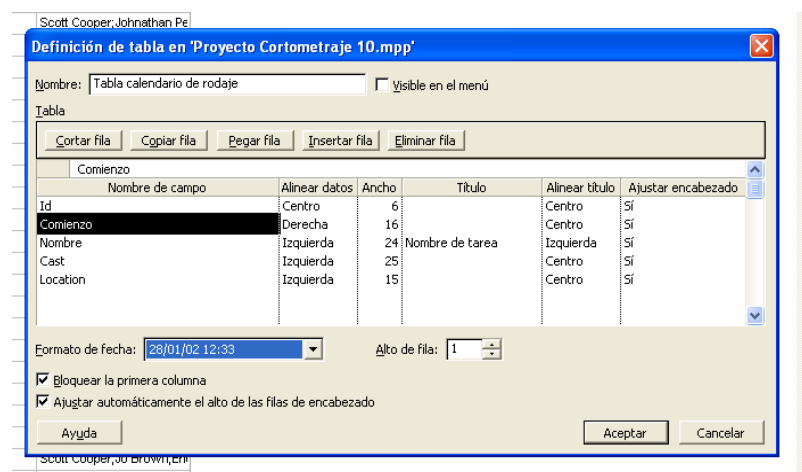 Scott Cooper;Johnathan Pe
Definición de tabla en 'Proyecto Cortometraje 10.mpp'
Nombre: Tabla calendario de rodaje Visible en el menú
Tabla
Cortar fila Copiar fila Pegar fila Insertar fila Eliminar fila
Comienzo
Nombre de campo Alinear datos Ancho Título Alinear título Ajustar encabezado
Id Centro 6 Centro Sí
Comienzo Derecha 16 Centro Sí
Nombre Izquierda 24 Nombre de tarea Izquierda Sí
Cast Izquierda 25 Centro Sí
Location Izquierda 15 Centro Sí
Formato de fecha: 28/01/02 12:33 Alto de fila: 1
Bloquear la primera columna
Ajustar automáticamente el alto de las filas de encabezado
Ayuda Aceptar Cancelar
Scott Cooper;Jo Brown;Eri